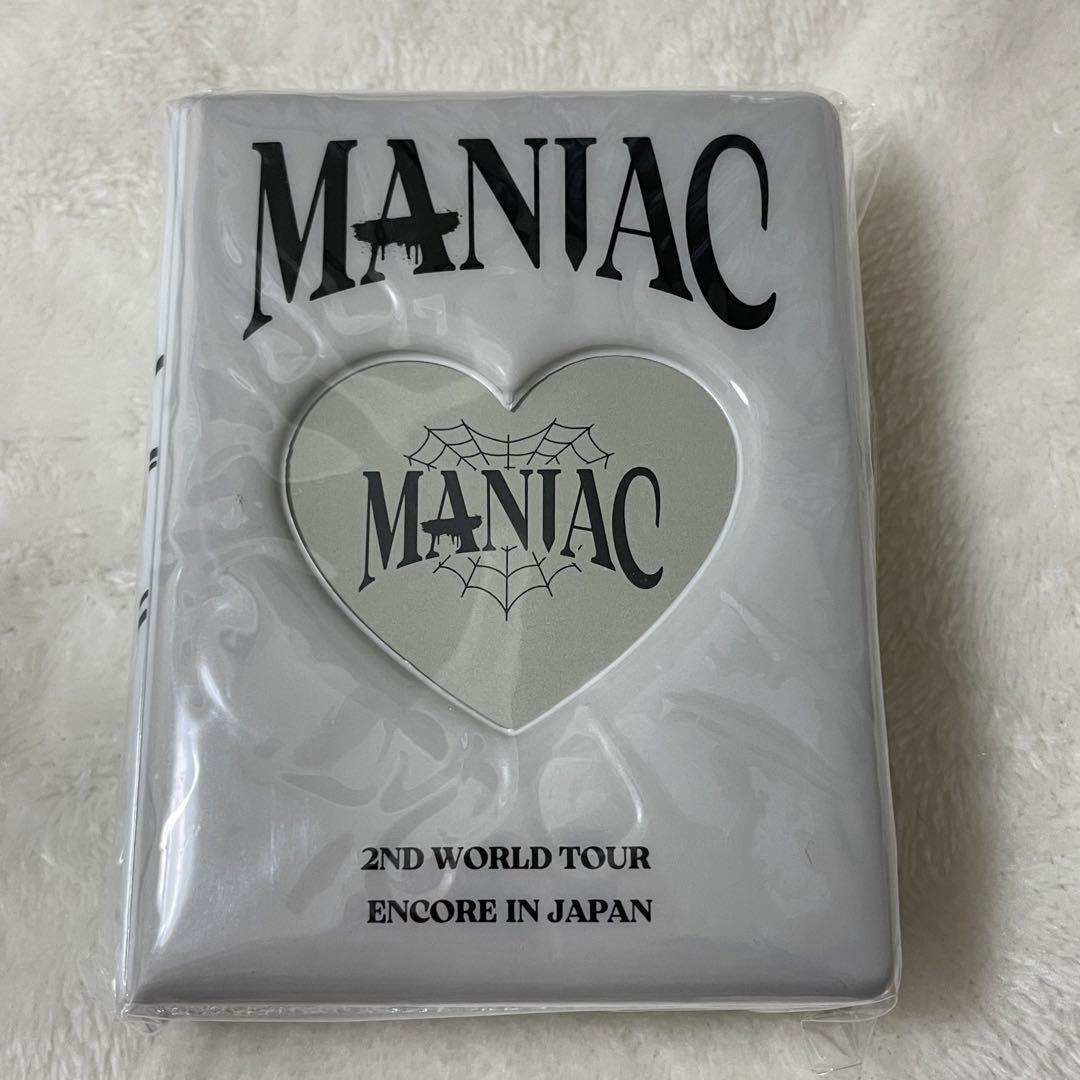 MANIAC
MANIAC
2ND WORLD TOUR
ENCORE IN JAPAN